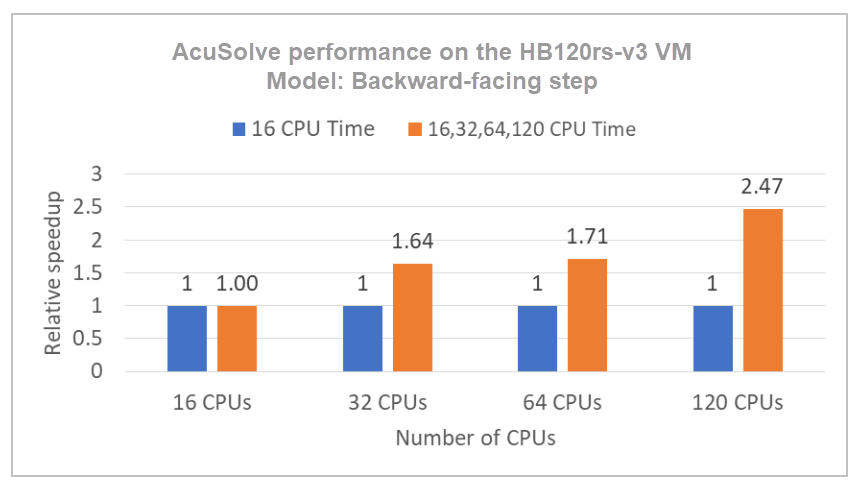 AcuSolve performance on the HB120rs-v3 VM
Model: Backward-facing step
16 CPU Time 16,32,64,120 CPU Time
Relative speedup
3
2.5
2
1.5
1
0.5
0
1 1.00
1 1.64
1 1.71
1 2.47
16 CPUs 32 CPUs 64 CPUs 120 CPUs
Number of CPUs